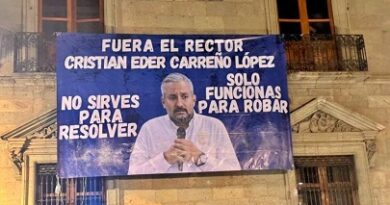 FUERA EL RECTOR
CRISTIAN EDER CARREÑO LÓPEZ
NO SIRVES
PARA
RESOLVER
SOLO
FUNCIONAS
PARA ROBAR